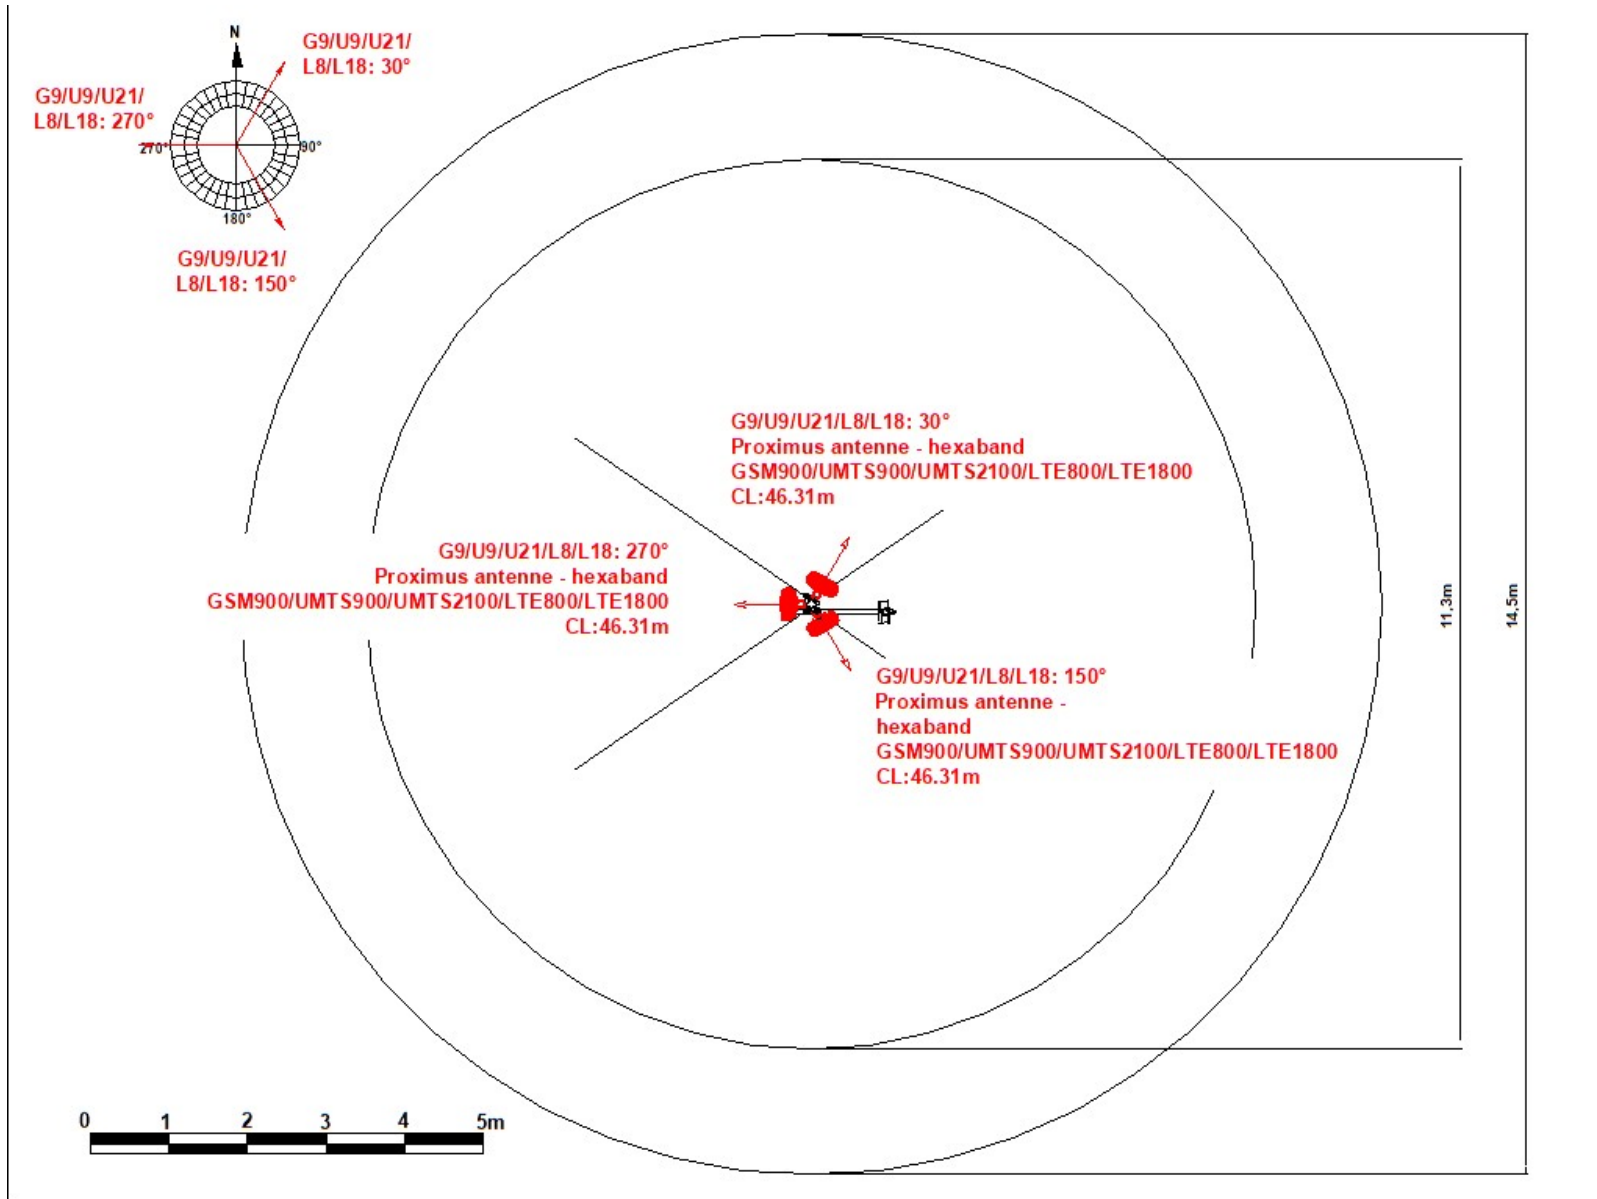 N
G9/U9/U21/
L8/L18: 30°
G9/U9/U21/
L8/L18: 270°
270°
90°
180°
G9/U9/U21/
L8/L18: 150°
G9/U9/U21/L8/L18: 30°
Proximus antenne - hexaband
GSM900/UMTS900/UMTS2100/LTE800/LTE1800
CL:46.31m
G9/U9/U21/L8/L18: 270°
Proximus antenne - hexaband
GSM900/UMTS900/UMTS2100/LTE800/LTE1800
CL:46.31m
G9/U9/U21/L8/L18: 150°
Proximus antenne -
hexaband
GSM900/UMTS900/UMTS2100/LTE800/LTE1800
CL:46.31m
11,3m
14,5m
0 1 2 3 4 5m